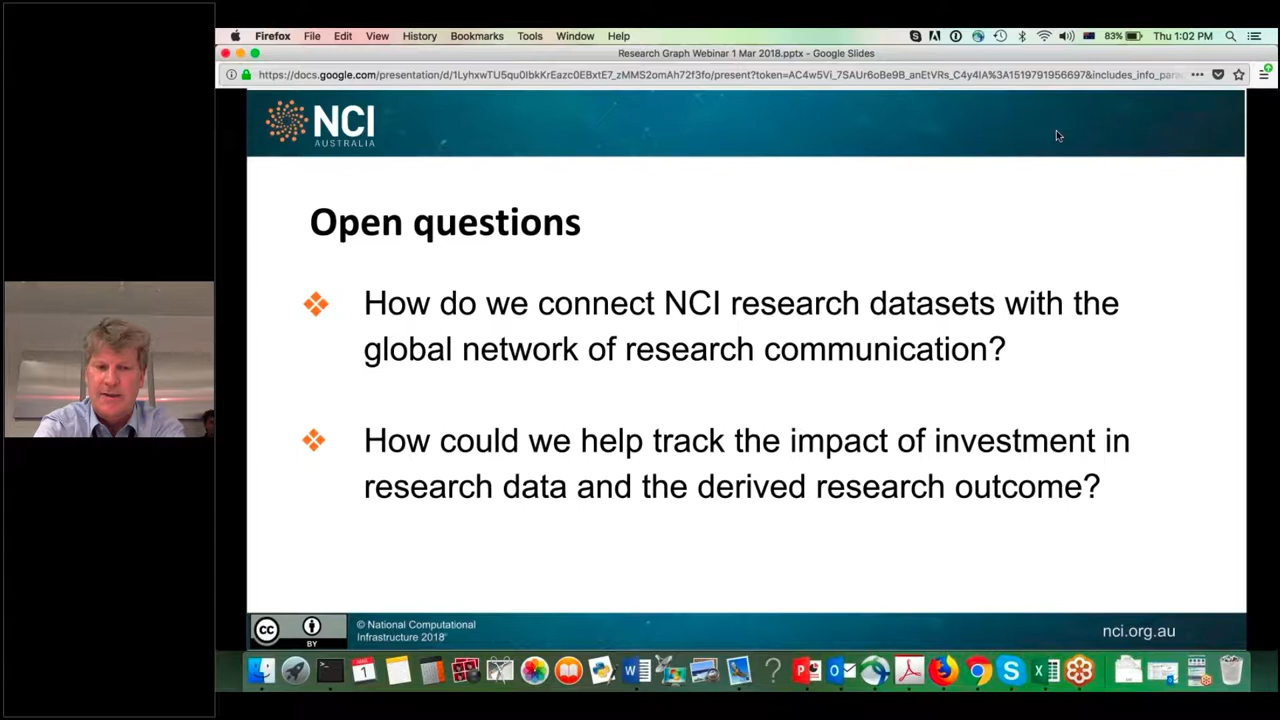 Firefox File Edit View History Bookmarks Tools Window Help 83% Thu 1:02 PM
Research Graph Webinar 1 Mar 2018.pptx - Google Slides
NCI
AUSTRALIA
Open questions
How do we connect NCI research datasets with the
global network of research communication?
How could we help track the impact of investment in
research data and the derived research outcome?
cc
BY
© National Computational
Infrastructure 2018
nci.org.au